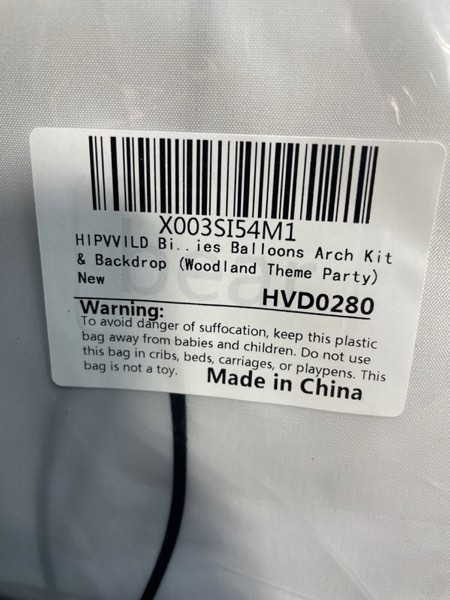 X003SI54M1
HIPVVILD Bi...ies Balloons Arch Kit
& Backdrop (Woodland Theme Party)
New
HVD0280
Warning:
To avoid danger of suffocation, keep this plastic
bag away from babies and children. Do not use
this bag in cribs, beds, carriages, or playpens. This
bag is not a toy.
Made in China